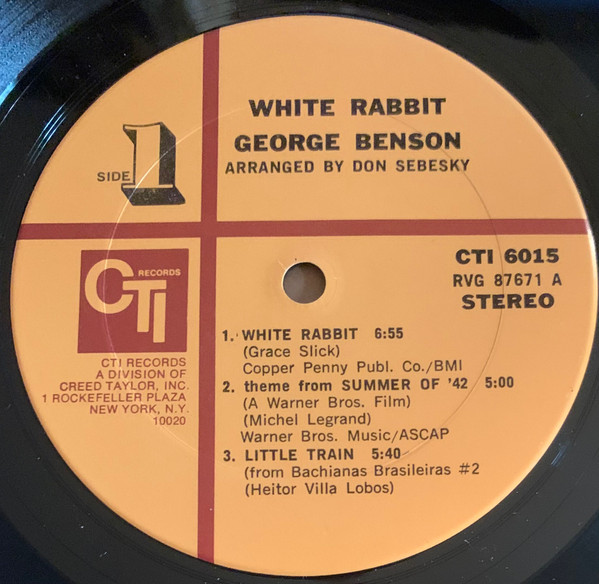 WHITE RABBIT
GEORGE BENSON
ARRANGED BY DON SEBESKY
SIDE 1
CTI RECORDS
CTI RECORDS
A DIVISION OF
CREED TAYLOR, INC.
1 ROCKEFELLER PLAZA
NEW YORK, N.Y.
10020
CTI 6015
RVG 87671 A
STEREO
1. WHITE RABBIT 6:55
(Grace Slick)
Copper Penny Publ. Co./BMI
2. theme from SUMMER OF '42 5:00
(A Warner Bros. Film)
(Michel Legrand)
Warner Bros. Music/ASCAP
3. LITTLE TRAIN 5:40
(from Bachianas Brasileiras #2
(Heitor Villa Lobos)